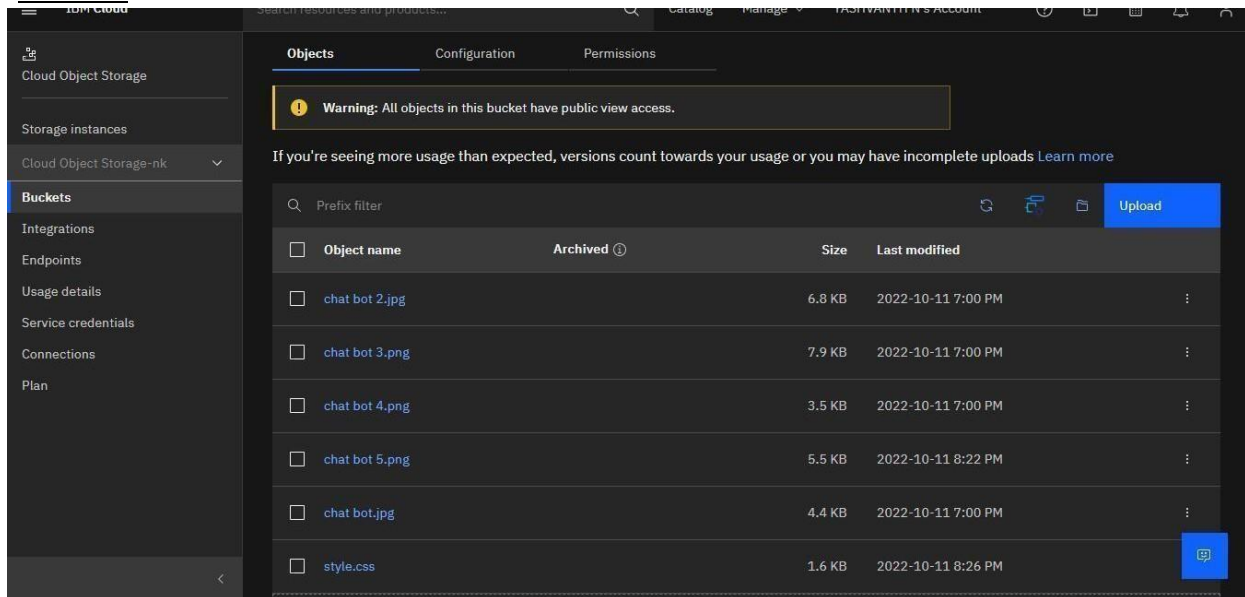 IBM Cloud
Search resources and products...
Catalog
Manage
YASHVANTH N's Account
Cloud Object Storage
Storage instances
Cloud Object Storage-nk
Buckets
Integrations
Endpoints
Usage details
Service credentials
Connections
Plan
Objects Configuration Permissions
Warning: All objects in this bucket have public view access.
If you're seeing more usage than expected, versions count towards your usage or you may have incomplete uploads Learn more
Prefix filter
Upload
Object name Archived Size Last modified
chat bot 2.jpg 6.8 KB 2022-10-11 7:00 PM
chat bot 3.png 7.9 KB 2022-10-11 7:00 PM
chat bot 4.png 3.5 KB 2022-10-11 7:00 PM
chat bot 5.png 5.5 KB 2022-10-11 8:22 PM
chat bot.jpg 4.4 KB 2022-10-11 7:00 PM
style.css 1.6 KB 2022-10-11 8:26 PM